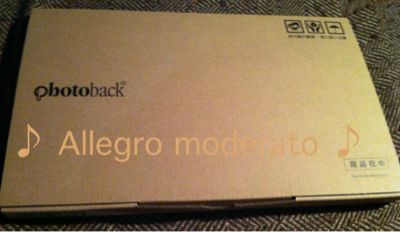 photoback®
♪ Allegro moderato ♪
商品在中